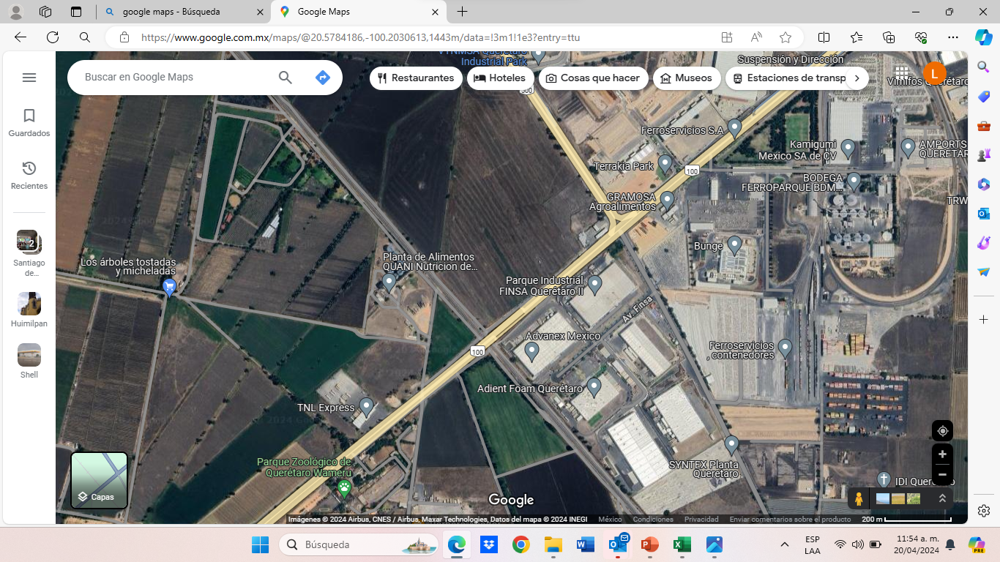 google maps - Búsqueda
Google Maps
https://www.google.com.mx/maps/@20.5784186,-100.2030613,1443m/data=!3m1!1e3?entry=ttu
Buscar en Google Maps
Restaurantes
Hoteles
Cosas que hacer
Museos
Estaciones de transp
L
Guardados
Recientes
2
Santiago
de...
Huimilpan
Shell
VYNMSA Querétaro
Industrial Park
Suspensión y Dirección
Vimifos Querétaro
Ferroservicios S.A
Kamigumi
Mexico SA de CV
AMPORTS
QUERETAR
Terrakia Park
100
BODEGA
FERROPARQUE BDM...
GRAMOSA
Agroalimentos
TRW
Bunge
Planta de Alimentos
QUANI Nutricion de...
Los árboles tostadas
y micheladas
Parque Industrial
FINSA Querétaro II
Av. Finsa
Advanex Mexico
100
Ferroservicios
, contenedores
Adient Foam Querétaro
TNL Express
SYNTEX Planta
Querétaro
Parque Zoológico de
Querétaro Wamerú
IDI Querétaro
Capas
Google
Imágenes © 2024 Airbus, CNES / Airbus, Maxar Technologies, Datos del mapa © 2024 INEGI
México
Condiciones
Privacidad
Enviar comentarios sobre el producto
200 m
Búsqueda
ESP
LAA
11:54 a. m.
20/04/2024
PRE